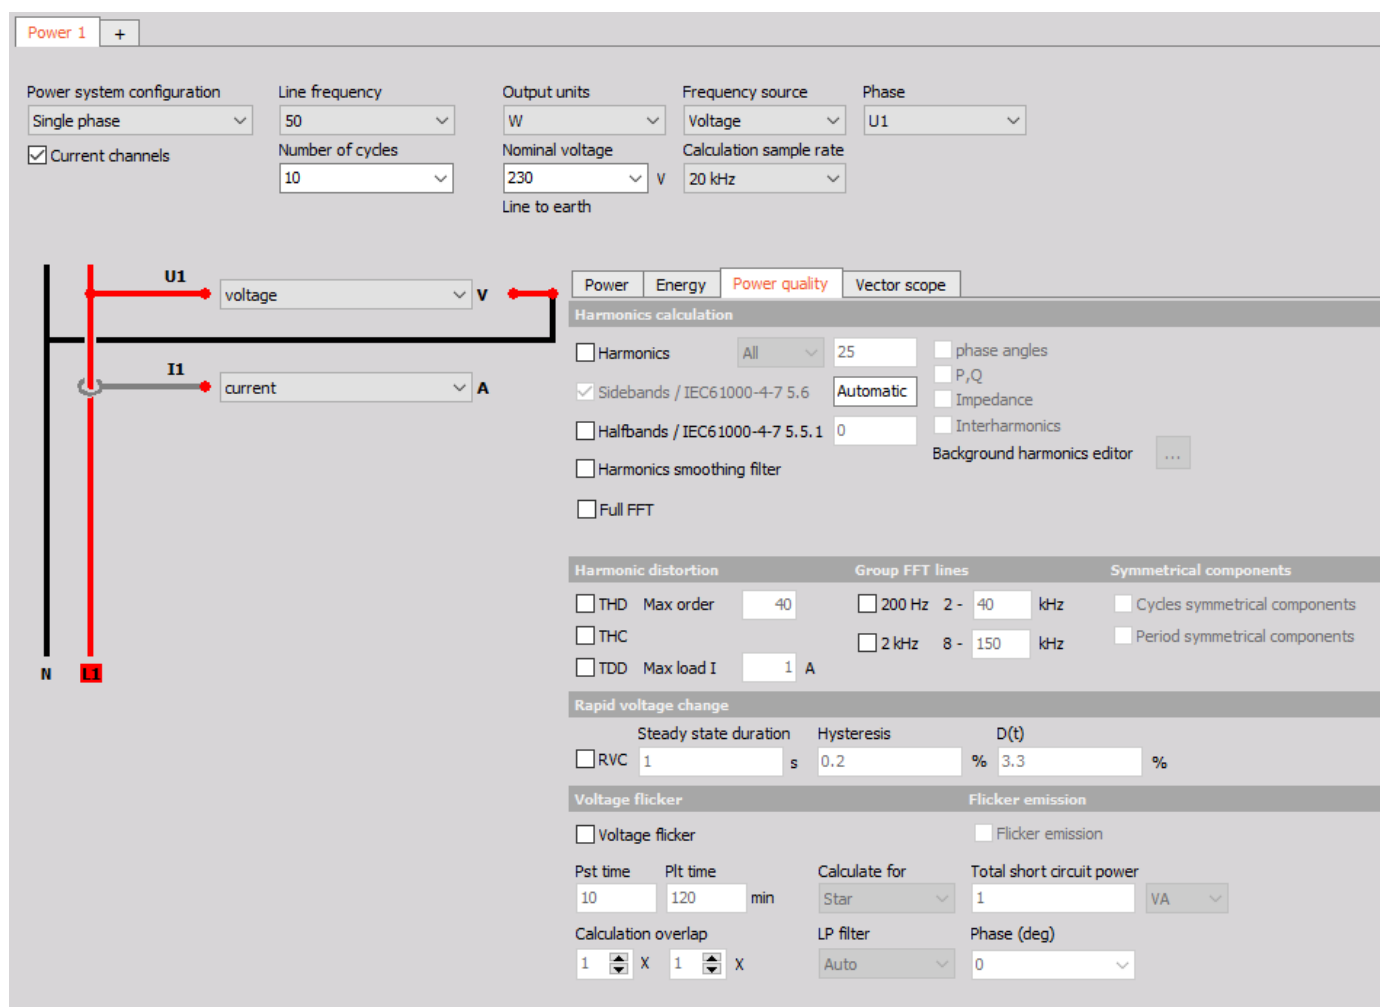 Power 1 +
Power system configuration Line frequency Output units Frequency source Phase
Single phase 50 W Voltage U1
Current channels Number of cycles Nominal voltage Calculation sample rate
10 230 V 20 kHz
Line to earth
U1 voltage V
I1 current A
N L1
Power Energy Power quality Vector scope
Harmonics calculation
Harmonics All 25 phase angles
P,Q
Sidebands / IEC61000-4-7 5.6 Automatic Impedance
Halfbands / IEC61000-4-7 5.5.1 0 Interharmonics
Background harmonics editor ...
Harmonics smoothing filter
Full FFT
Harmonic distortion Group FFT lines Symmetrical components
THD Max order 40 200 Hz 2 - 40 kHz Cycles symmetrical components
THC 2 kHz 8 - 150 kHz Period symmetrical components
TDD Max load I 1 A
Rapid voltage change
Steady state duration Hysteresis D(t)
RVC 1 s 0.2 % 3.3 %
Voltage flicker Flicker emission
Voltage flicker Flicker emission
Pst time Plt time Calculate for Total short circuit power
10 120 min Star 1 VA
Calculation overlap LP filter Phase (deg)
1 X 1 X Auto 0